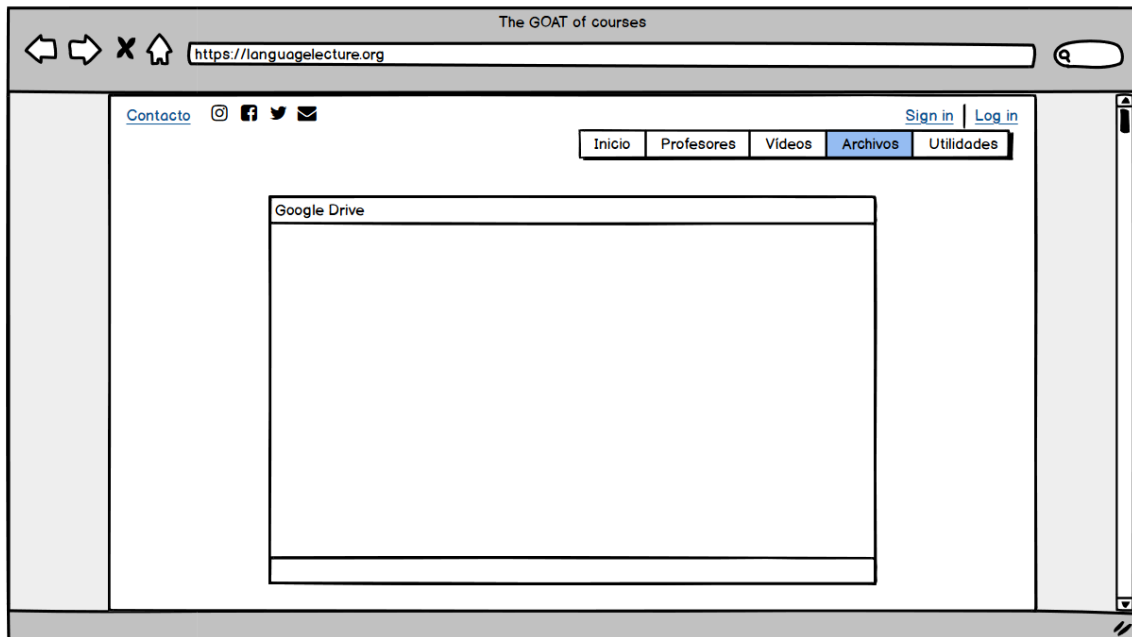 The GOAT of courses
https://languagelecture.org
Contacto Sign in Log in
Inicio Profesores Vídeos Archivos Utilidades
Google Drive